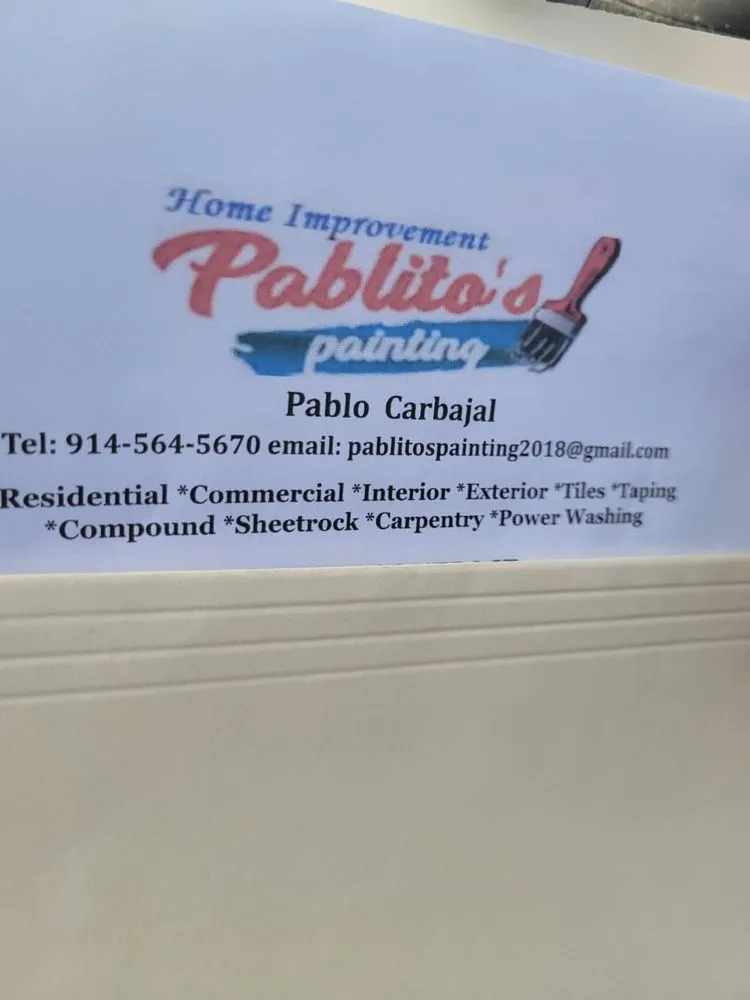 Home Improvement
Pablito's
painting
Pablo Carbajal
Tel: 914-564-5670 email: pablitospainting2018@gmail.com
Residential *Commercial *Interior *Exterior *Tiles *Taping
*Compound *Sheetrock *Carpentry *Power Washing